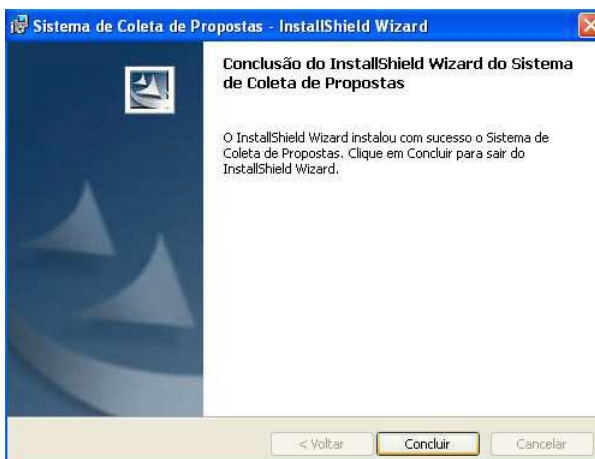 Sistema de Coleta de Propostas - InstallShield Wizard
Conclusão do InstallShield Wizard do Sistema
de Coleta de Propostas
O InstallShield Wizard instalou com sucesso o Sistema de
Coleta de Propostas. Clique em Concluir para sair do
InstallShield Wizard.
< Voltar
Concluir
Cancelar